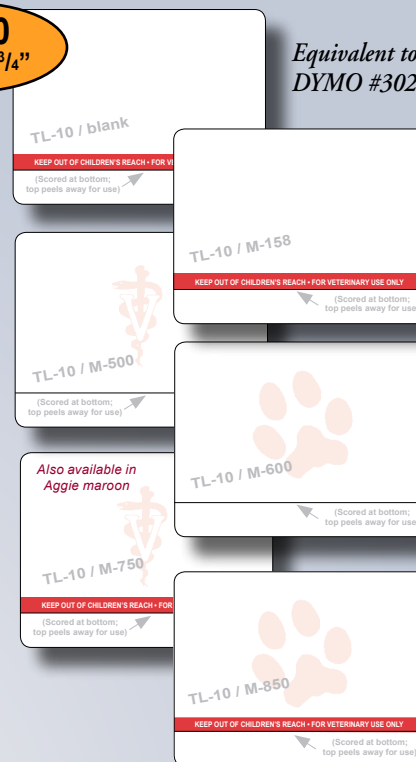 0
3/4”
Equivalent to
DYMO #302
TL-10 / blank
KEEP OUT OF CHILDREN'S REACH • FOR
(Scored at bottom;
top peels away for use)
TL-10 / M-158
KEEP OUT OF CHILDREN'S REACH • FOR VETERINARY USE ONLY
(Scored at bottom;
top peels away for use
TL-10 / M-500
(Scored at bottom;
top peels away for use)
TL-10 / M-600
(Scored at bottom;
top peels away for use
Also available in
Aggie maroon
TL-10 / M-750
KEEP OUT OF CHILDREN'S REACH • FOR
(Scored at bottom;
top peels away for use)
TL-10 / M-850
KEEP OUT OF CHILDREN'S REACH • FOR VETERINARY USE ONLY
(Scored at bottom;
top peels away for use)